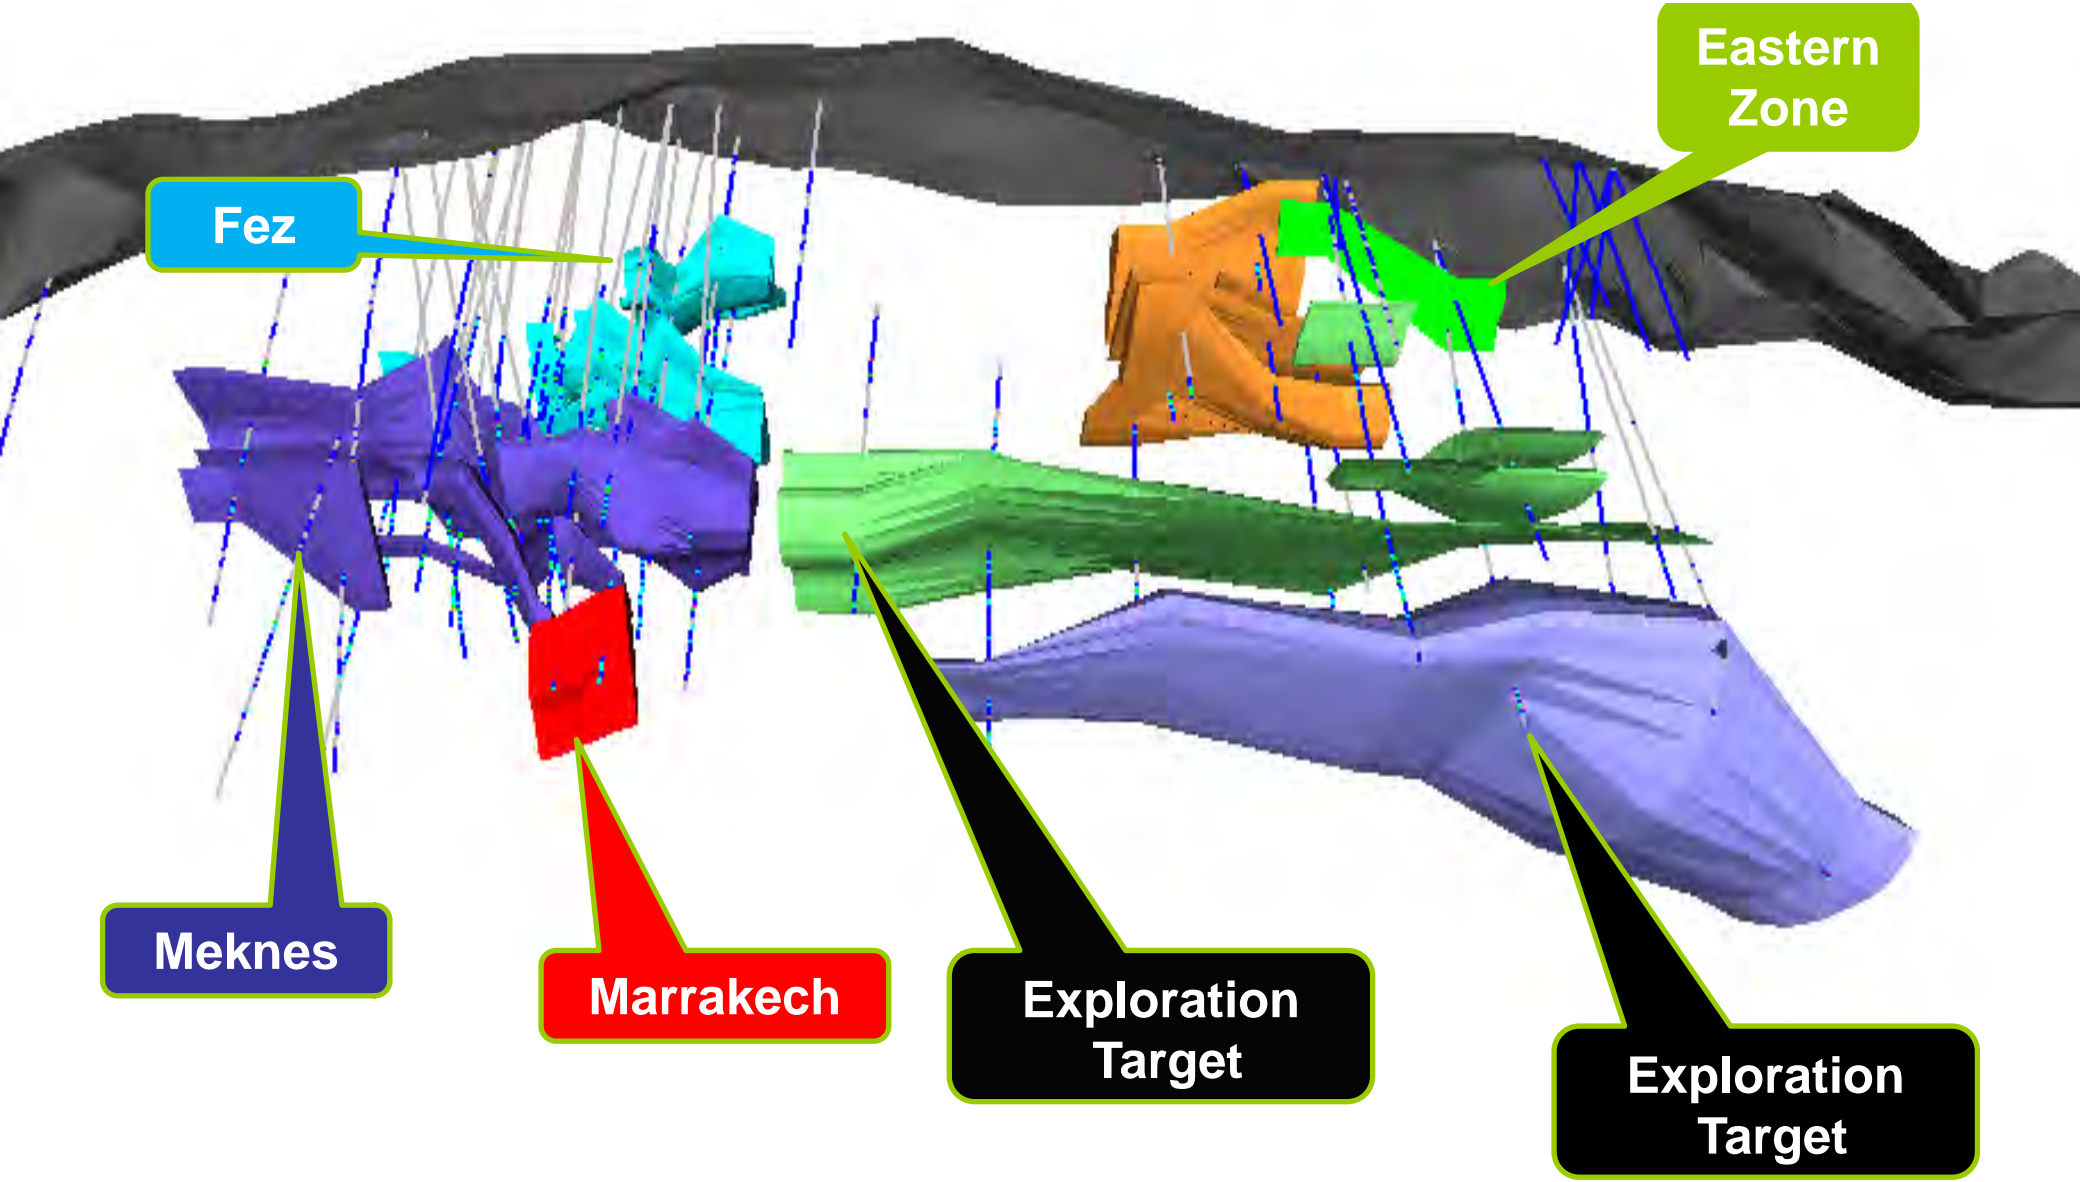 Eastern
Zone
Fez
Meknes
Marrakech
Exploration
Target
Exploration
Target